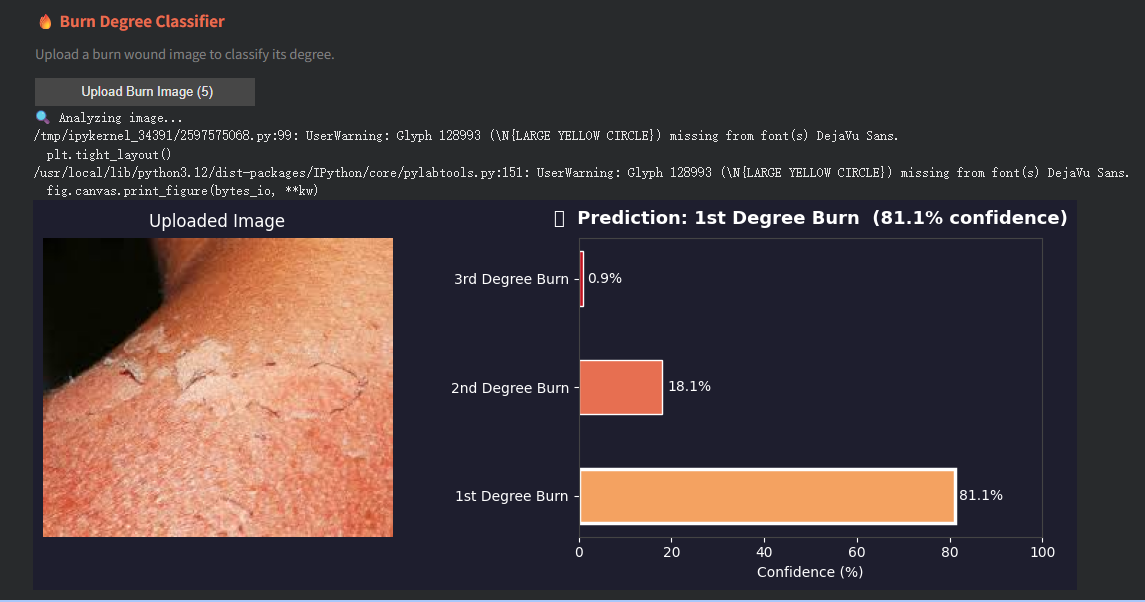 🔥 Burn Degree Classifier
Upload a burn wound image to classify its degree.
Upload Burn Image (5)
🔍 Analyzing image...
/tmp/ipykernel_34391/2597575068.py:99: UserWarning: Glyph 128993 (\N{LARGE YELLOW CIRCLE}) missing from font(s) DejaVu Sans.
plt.tight_layout()
/usr/local/lib/python3.12/dist-packages/IPython/core/pylabtools.py:151: UserWarning: Glyph 128993 (\N{LARGE YELLOW CIRCLE}) missing from font(s) DejaVu Sans.
fig.canvas.print_figure(bytes_io, **kw)
Uploaded Image
Prediction: 1st Degree Burn (81.1% confidence)
3rd Degree Burn
0.9%
2nd Degree Burn
18.1%
1st Degree Burn
81.1%
0 20 40 60 80 100
Confidence (%)